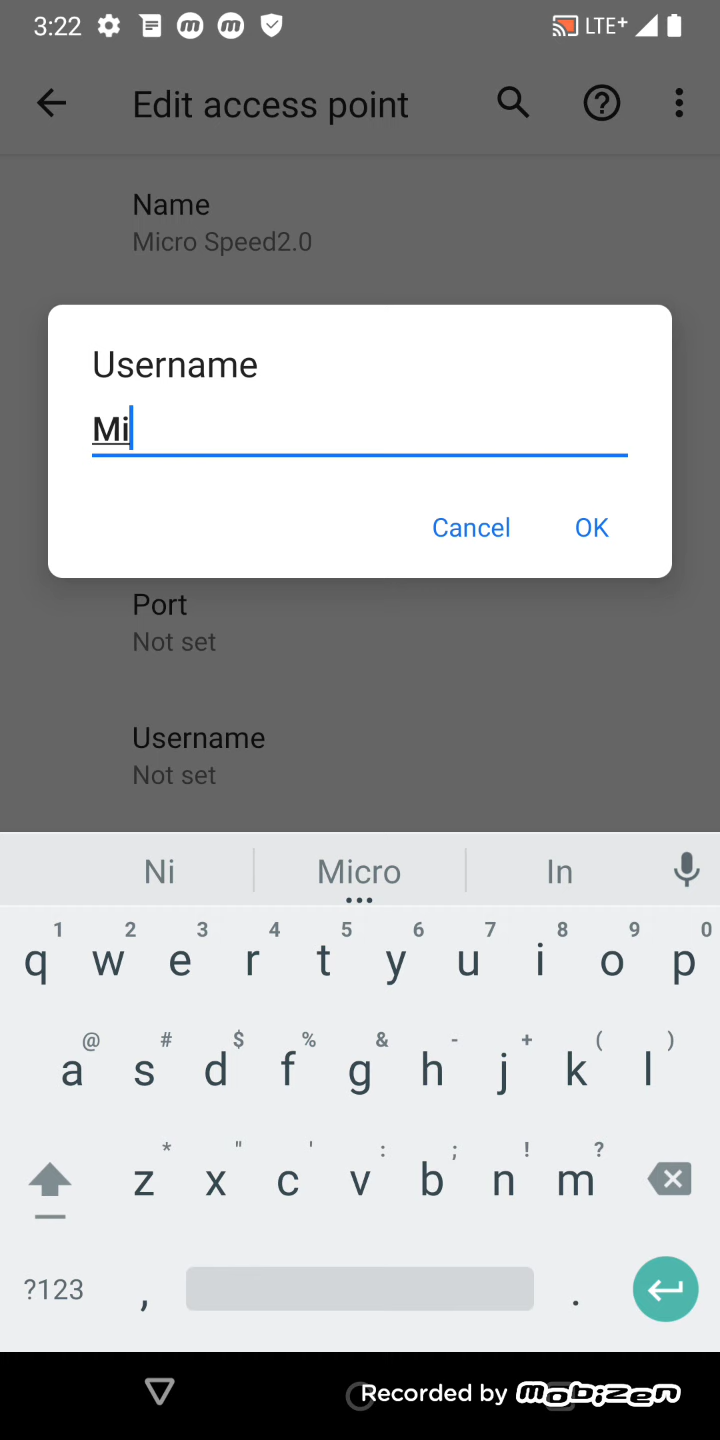 3:22 LTE+
Edit access point
Name
Micro Speed2.0
Username
Mi
Cancel OK
Port
Not set
Username
Not set
Ni Micro In
1 2 3 4 5 6 7 8 9 0
q w e r t y u i o p
@ # $ % & - + ( )
a s d f g h j k l
* " ' : ; ! ?
z x c v b n m
?123 , .
Recorded by Mobizen